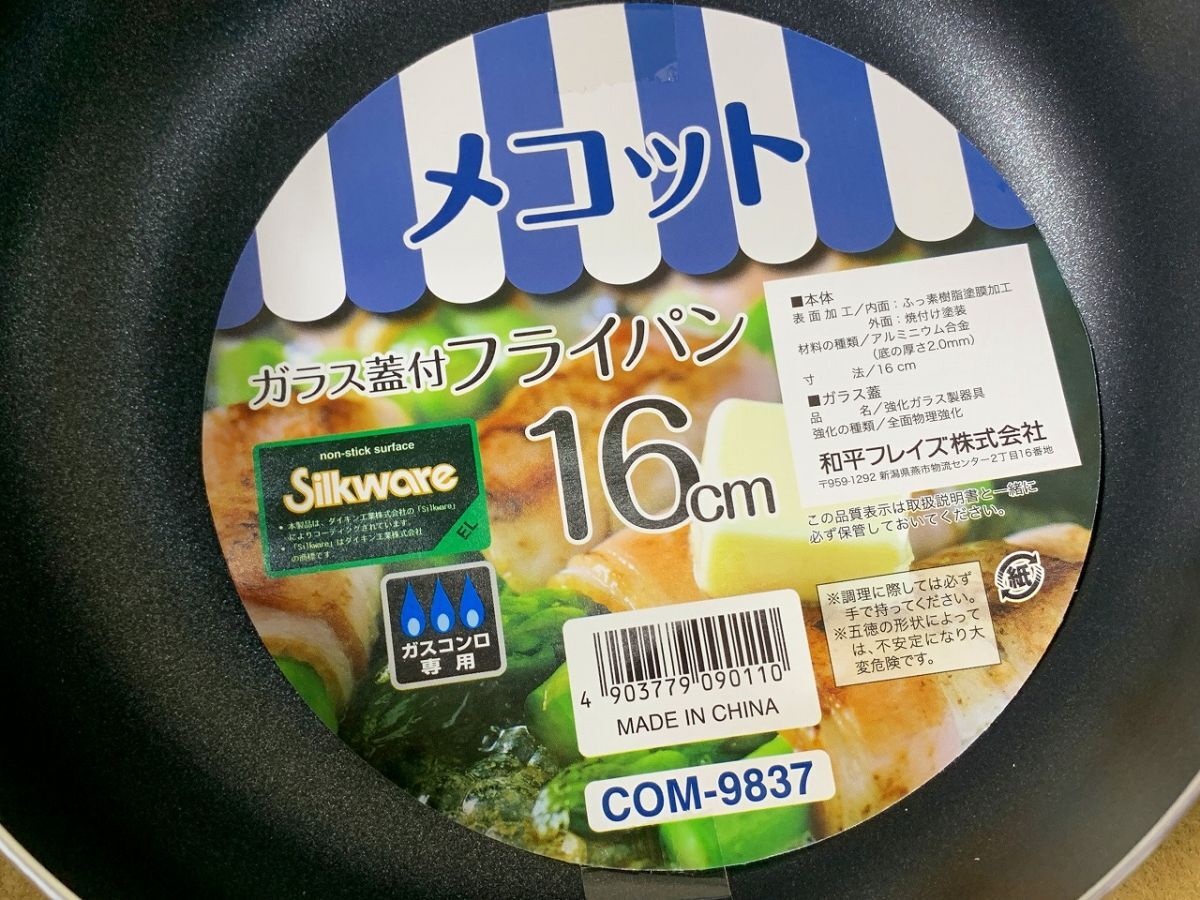 メコット
ガラス蓋付フライパン
16cm
■本体
表面加工/内面：ふっ素樹脂塗膜加工
外面：焼付け塗装
材料の種類/アルミニウム合金
(底の厚さ2.0mm)
寸 法/16cm
■ガラス蓋
品 名/強化ガラス製器具
強化の種類/全面物理強化
和平フレイズ株式会社
〒959-1292 新潟県燕市物流センター2丁目16番地
この品質表示は取扱説明書と一緒に
必ず保管しておいてください。
non-stick surface
Silkware
• 本製品は、ダイキン工業株式会社の「Silkware」
によりコーティングされています。
• 「Silkware」はダイキン工業株式会社
の商標です。
EL
ガスコンロ
専用
紙
※調理に際しては必ず
手で持ってください。
※五徳の形状によって
は、不安定になり大
変危険です。
4 903779 090110
MADE IN CHINA
COM-9837